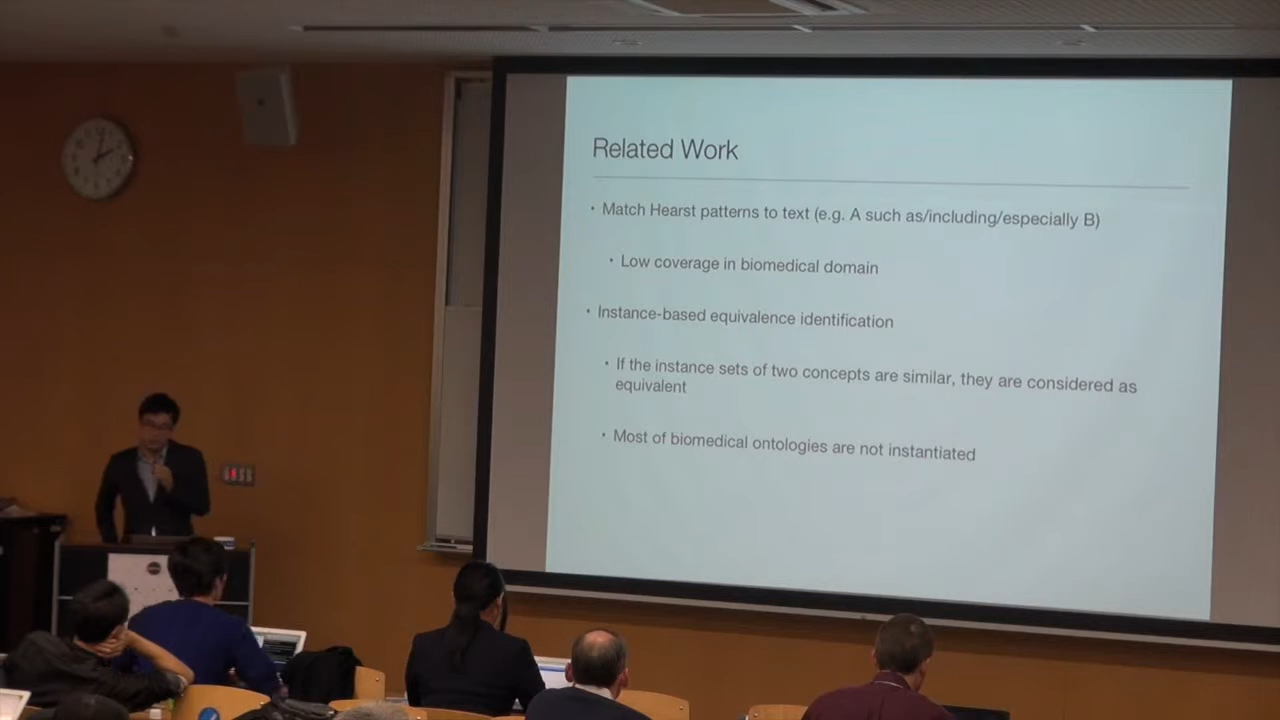 Related Work
• Match Hearst patterns to text (e.g. A such as/including/especially B)
• Low coverage in biomedical domain
• Instance-based equivalence identification
• If the instance sets of two concepts are similar, they are considered as
equivalent
• Most of biomedical ontologies are not instantiated